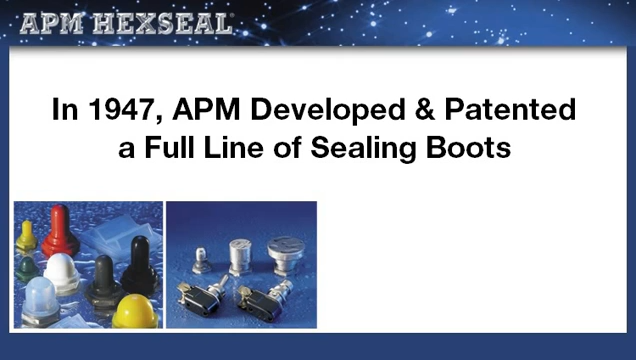 APM HEXSEAL®
In 1947, APM Developed & Patented
a Full Line of Sealing Boots